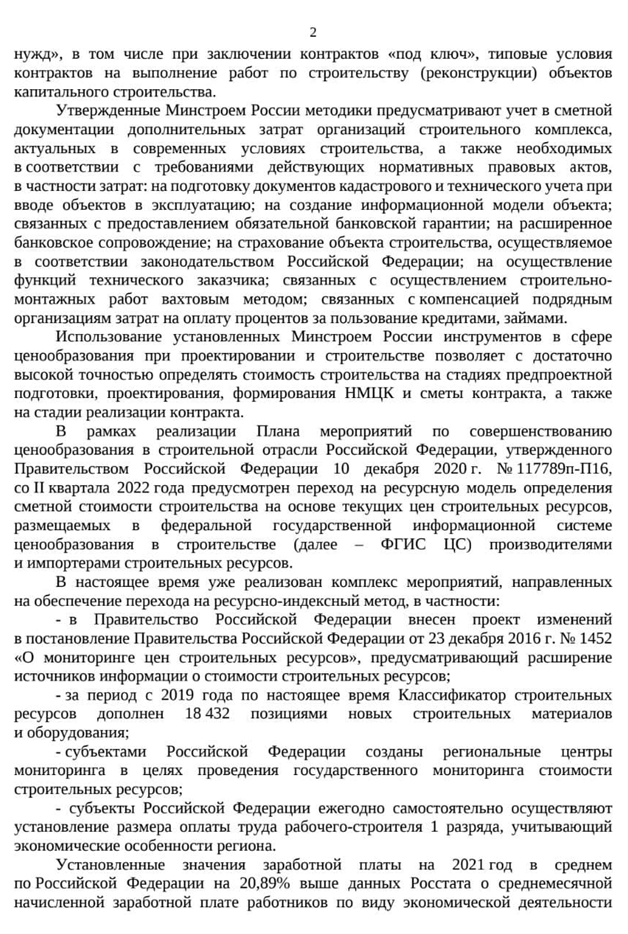 2
нужд», в том числе при заключении контрактов «под ключ», типовые условия
контрактов на выполнение работ по строительству (реконструкции) объектов
капитального строительства.
Утвержденные Минстроем России методики предусматривают учет в сметной
документации дополнительных затрат организаций строительного комплекса,
актуальных в современных условиях строительства, а также необходимых
в соответствии с требованиями действующих нормативных правовых актов,
в частности затрат: на подготовку документов кадастрового и технического учета при
вводе объектов в эксплуатацию; на создание информационной модели объекта;
связанных с предоставлением обязательной банковской гарантии; на расширенное
банковское сопровождение; на страхование объекта строительства, осуществляемое
в соответствии законодательством Российской Федерации; на осуществление
функций технического заказчика; связанных с осуществлением строительно-
монтажных работ вахтовым методом; связанных с компенсацией подрядным
организациям затрат на оплату процентов за пользование кредитами, займами.
Использование установленных Минстроем России инструментов в сфере
ценообразования при проектировании и строительстве позволяет с достаточно
высокой точностью определять стоимость строительства на стадиях предпроектной
подготовки, проектирования, формирования НМЦК и сметы контракта, а также
на стадии реализации контракта.
В рамках реализации Плана мероприятий по совершенствованию
ценообразования в строительной отрасли Российской Федерации, утвержденного
Правительством Российской Федерации 10 декабря 2020 г. № 117789п-П16,
со II квартала 2022 года предусмотрен переход на ресурсную модель определения
сметной стоимости строительства на основе текущих цен строительных ресурсов,
размещаемых в федеральной государственной информационной системе
ценообразования в строительстве (далее – ФГИС ЦС) производителями
и импортерами строительных ресурсов.
В настоящее время уже реализован комплекс мероприятий, направленных
на обеспечение перехода на ресурсно-индексный метод, в частности:
- в Правительство Российской Федерации внесен проект изменений
в постановление Правительства Российской Федерации от 23 декабря 2016 г. № 1452
«О мониторинге цен строительных ресурсов», предусматривающий расширение
источников информации о стоимости строительных ресурсов;
- за период с 2019 года по настоящее время Классификатор строительных
ресурсов дополнен 18 432 позициями новых строительных материалов
и оборудования;
- субъектами Российской Федерации созданы региональные центры
мониторинга в целях проведения государственного мониторинга стоимости
строительных ресурсов;
- субъекты Российской Федерации ежегодно самостоятельно осуществляют
установление размера оплаты труда рабочего-строителя 1 разряда, учитывающий
экономические особенности региона.
Установленные значения заработной платы на 2021 год в среднем
по Российской Федерации на 20,89% выше данных Росстата о среднемесячной
начисленной заработной плате работников по виду экономической деятельности